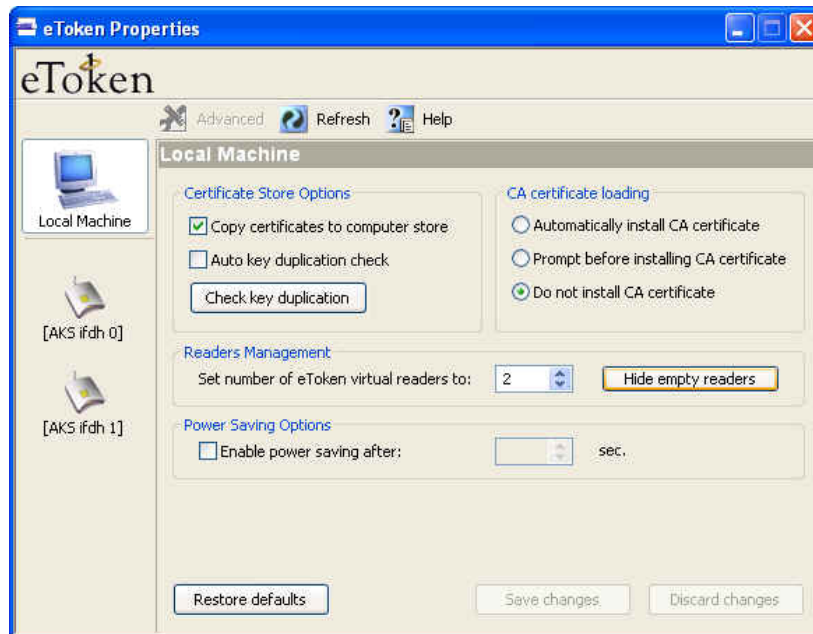 eToken Properties
eToken
Advanced Refresh Help
Local Machine
Local Machine
[AKS ifdh 0]
[AKS ifdh 1]
Certificate Store Options
Copy certificates to computer store
Auto key duplication check
Check key duplication
CA certificate loading
Automatically install CA certificate
Prompt before installing CA certificate
Do not install CA certificate
Readers Management
Set number of eToken virtual readers to: 2 Hide empty readers
Power Saving Options
Enable power saving after: sec.
Restore defaults Save changes Discard changes